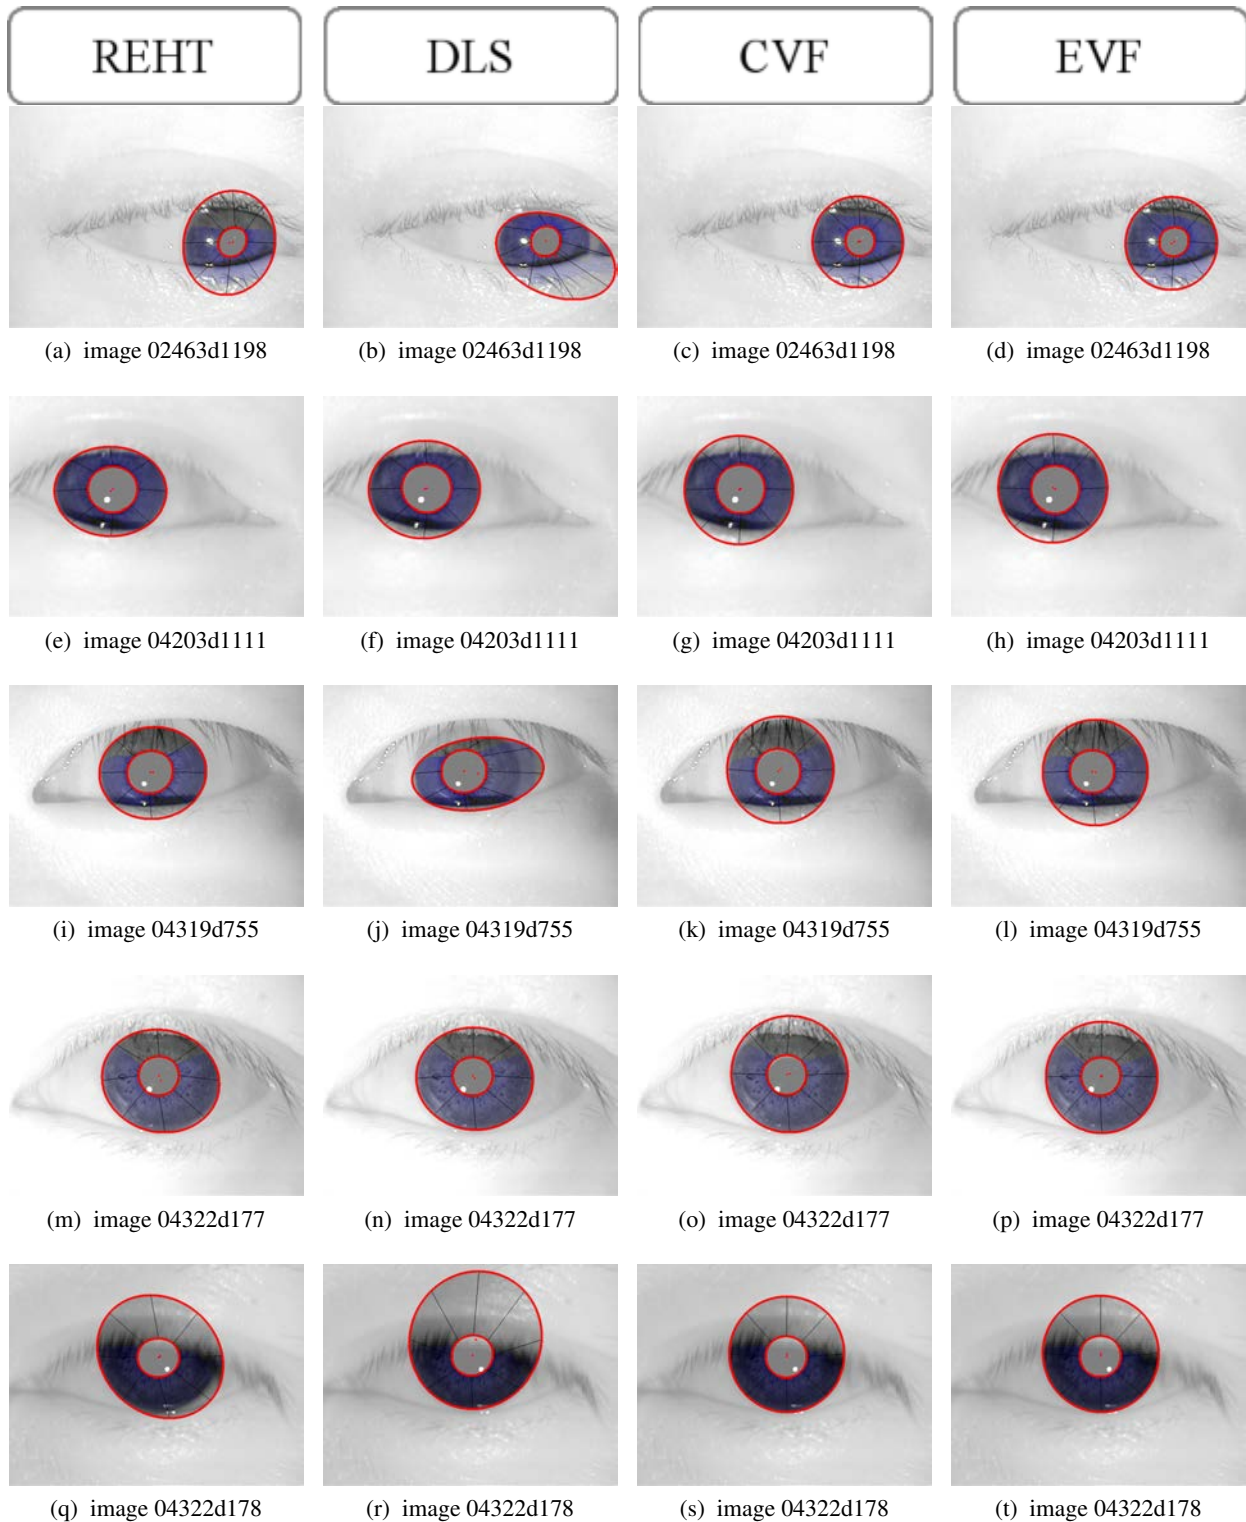 REHT DLS CVF EVF
(a) image 02463d1198 (b) image 02463d1198 (c) image 02463d1198 (d) image 02463d1198
(e) image 04203d1111 (f) image 04203d1111 (g) image 04203d1111 (h) image 04203d1111
(i) image 04319d755 (j) image 04319d755 (k) image 04319d755 (l) image 04319d755
(m) image 04322d177 (n) image 04322d177 (o) image 04322d177 (p) image 04322d177
(q) image 04322d178 (r) image 04322d178 (s) image 04322d178 (t) image 04322d178